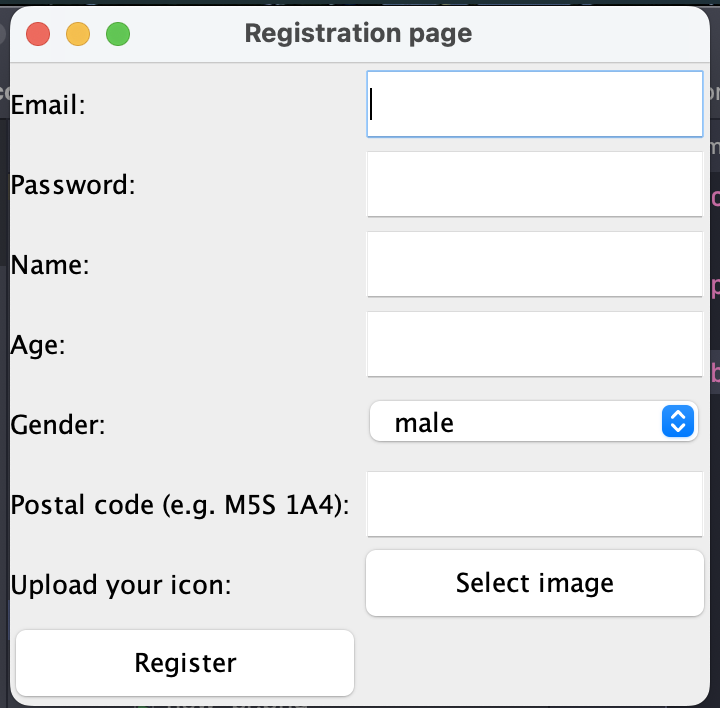 Registration page
Email:
Password:
Name:
Age:
Gender: male
Postal code (e.g. M5S 1A4):
Upload your icon: Select image
Register